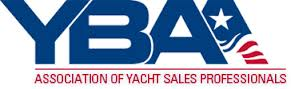 YBAA
ASSOCIATION OF YACHT SALES PROFESSIONALS